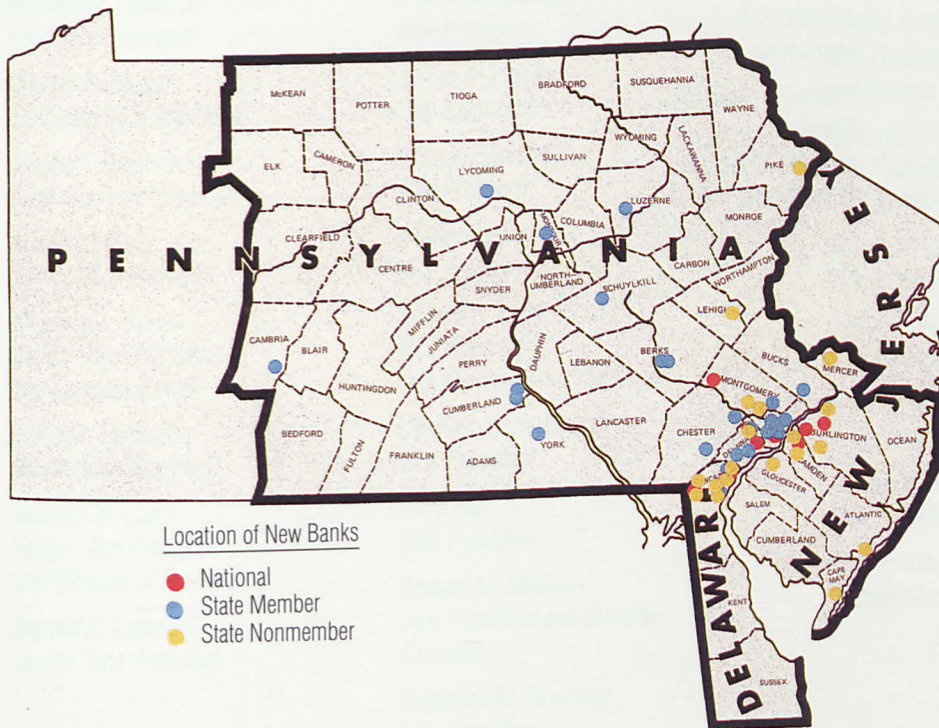 McKEAN
POTTER
TIOGA
BRADFORD
SUSQUEHANNA
WAYNE
ELK
CAMERON
LYCOMING
SULLIVAN
WYOMING
LACKAWANNA
PIKE
CLINTON
COLUMBIA
LUZERNE
MONROE
CLEARFIELD
CENTRE
UNION
MONTOUR
CARBON
NORTHAMPTON
PENNSYLVANIA
SNYDER
NORTH-
UMBERLAND
SCHUYLKILL
LEHIGH
CAMBRIA
BLAIR
MIFFLIN
JUNIATA
PERRY
DAUPHIN
LEBANON
BERKS
BUCKS
MERCER
HUNTINGDON
CUMBERLAND
LANCASTER
MONTGOMERY
BEDFORD
FULTON
FRANKLIN
ADAMS
YORK
CHESTER
BURLINGTON
OCEAN
CAMDEN
GLOUCESTER
SALEM
ATLANTIC
CUMBERLAND
CAPE
MAY
NEW JERSEY
DELAWARE
KENT
SUSSEX
Location of New Banks
National
State Member
State Nonmember